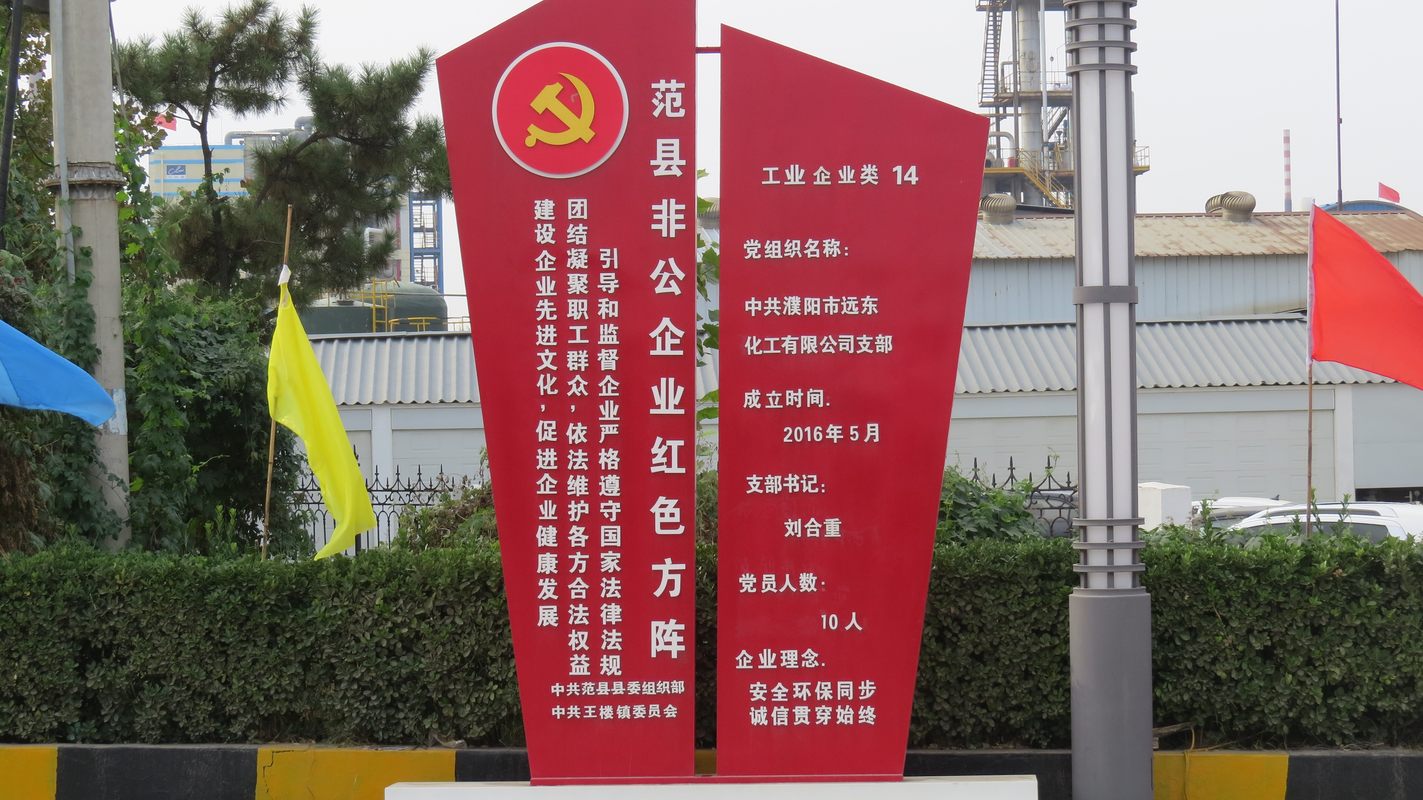 范县非公企业红色方阵
引导和监督企业严格遵守国家法律法规
团结凝聚职工群众,依法维护各方合法权益
建设企业先进文化,促进企业健康发展
中共范县县委组织部
中共王楼镇委员会
工业企业类 14
党组织名称:
中共濮阳市远东
化工有限公司支部
成立时间.
2016年5月
支部书记:
刘合重
党员人数:
10人
企业理念.
安全环保同步
诚信贯穿始终